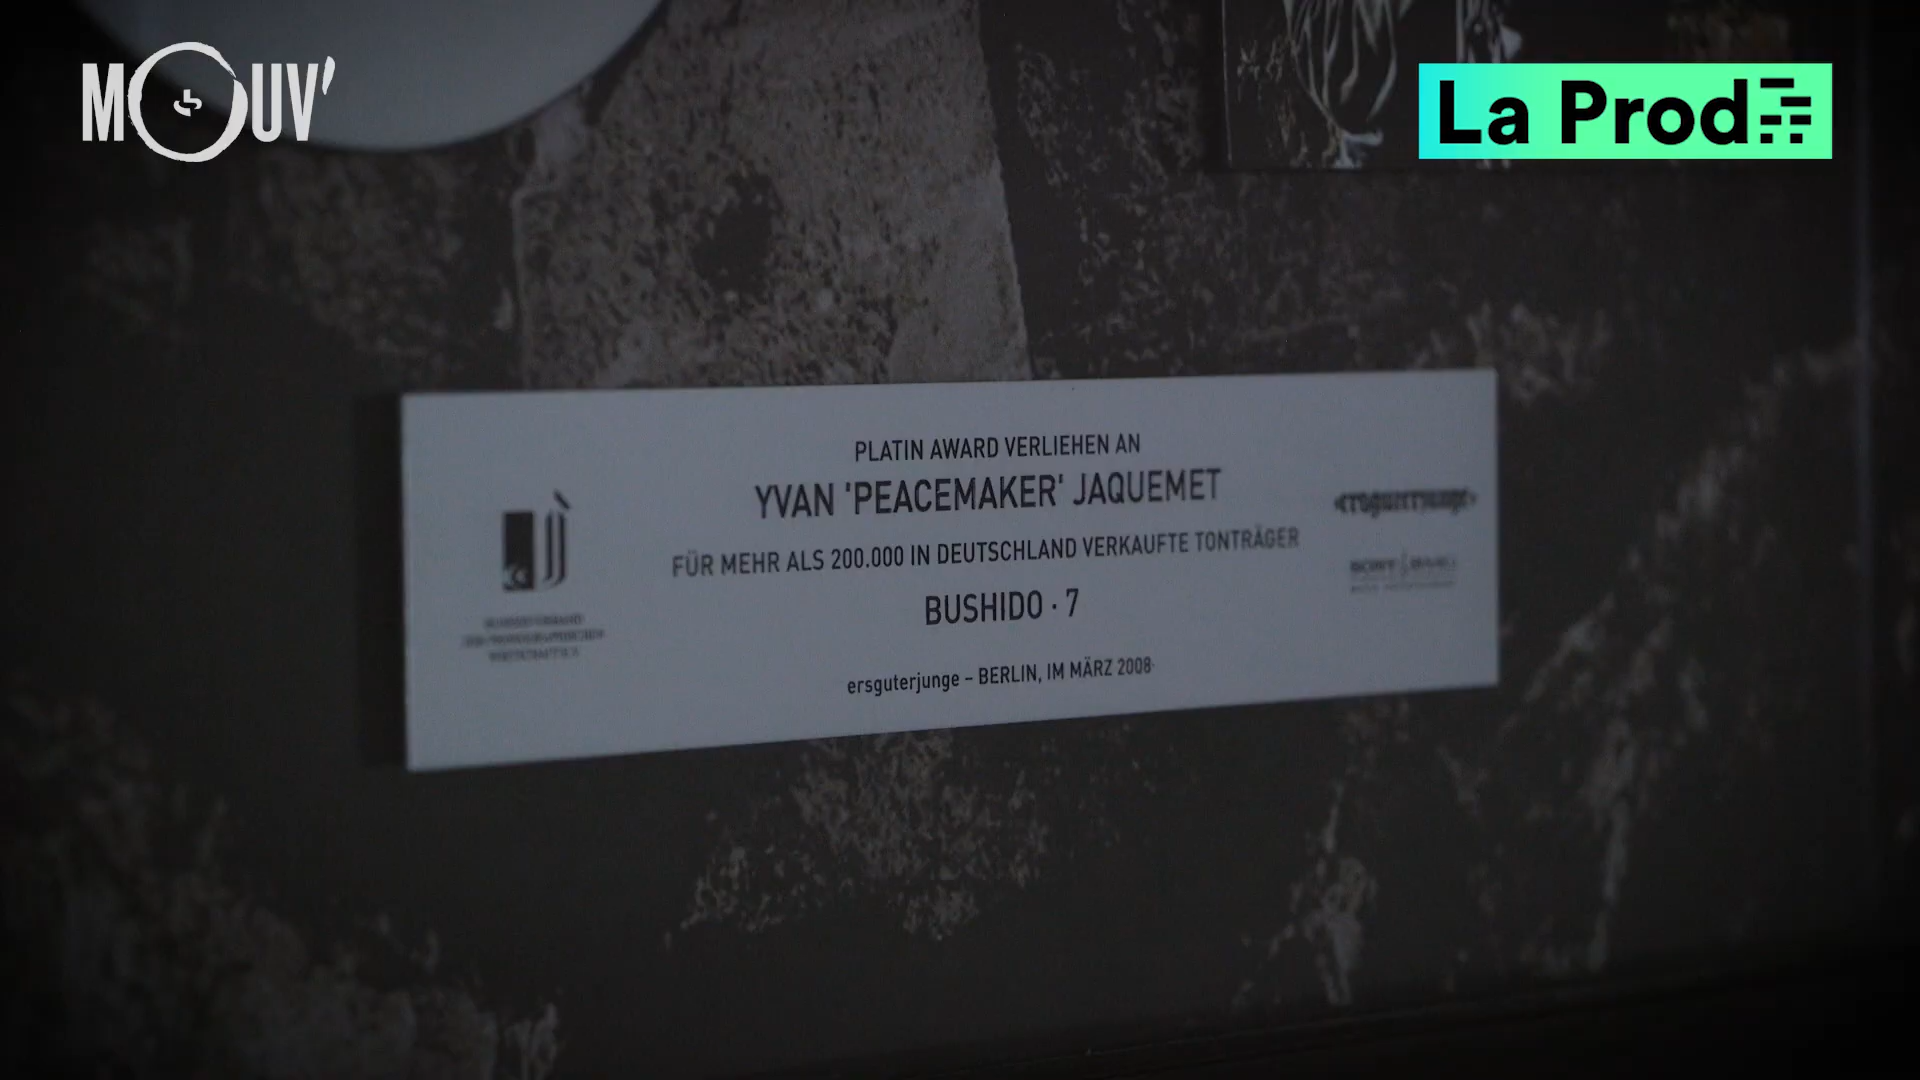 MOUV'
La Prod
PLATIN AWARD VERLIEHEN AN
YVAN 'PEACEMAKER' JAQUEMET
FÜR MEHR ALS 200.000 IN DEUTSCHLAND VERKAUFTE TONTRÄGER
BUSHIDO · 7
ersguterjunge – BERLIN, IM MÄRZ 2008
ersguterjunge